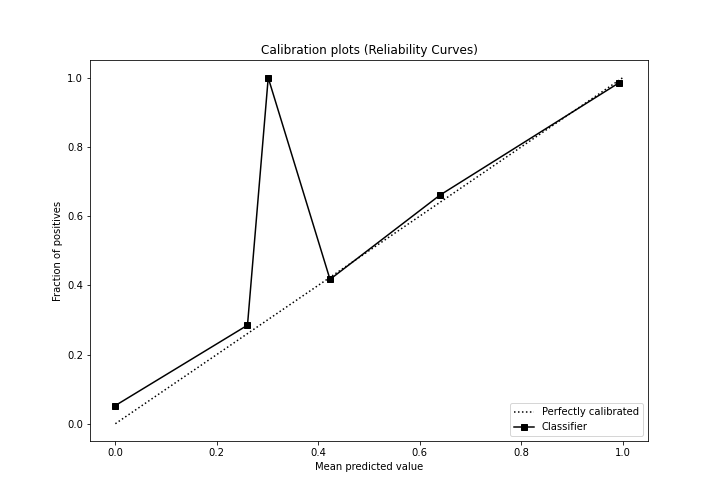 Calibration plots (Reliability Curves)
1.0
0.8
0.6
0.4
0.2
0.0
Fraction of positives
0.0 0.2 0.4 0.6 0.8 1.0
Mean predicted value
Perfectly calibrated
Classifier